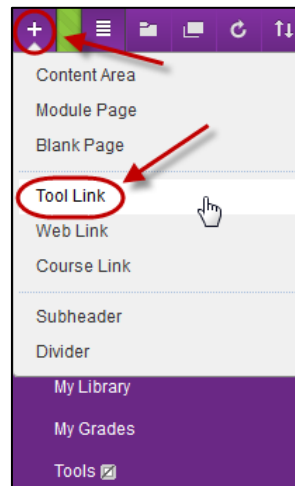 Content Area
Module Page
Blank Page
Tool Link
Web Link
Course Link
Subheader
Divider
My Library
My Grades
Tools